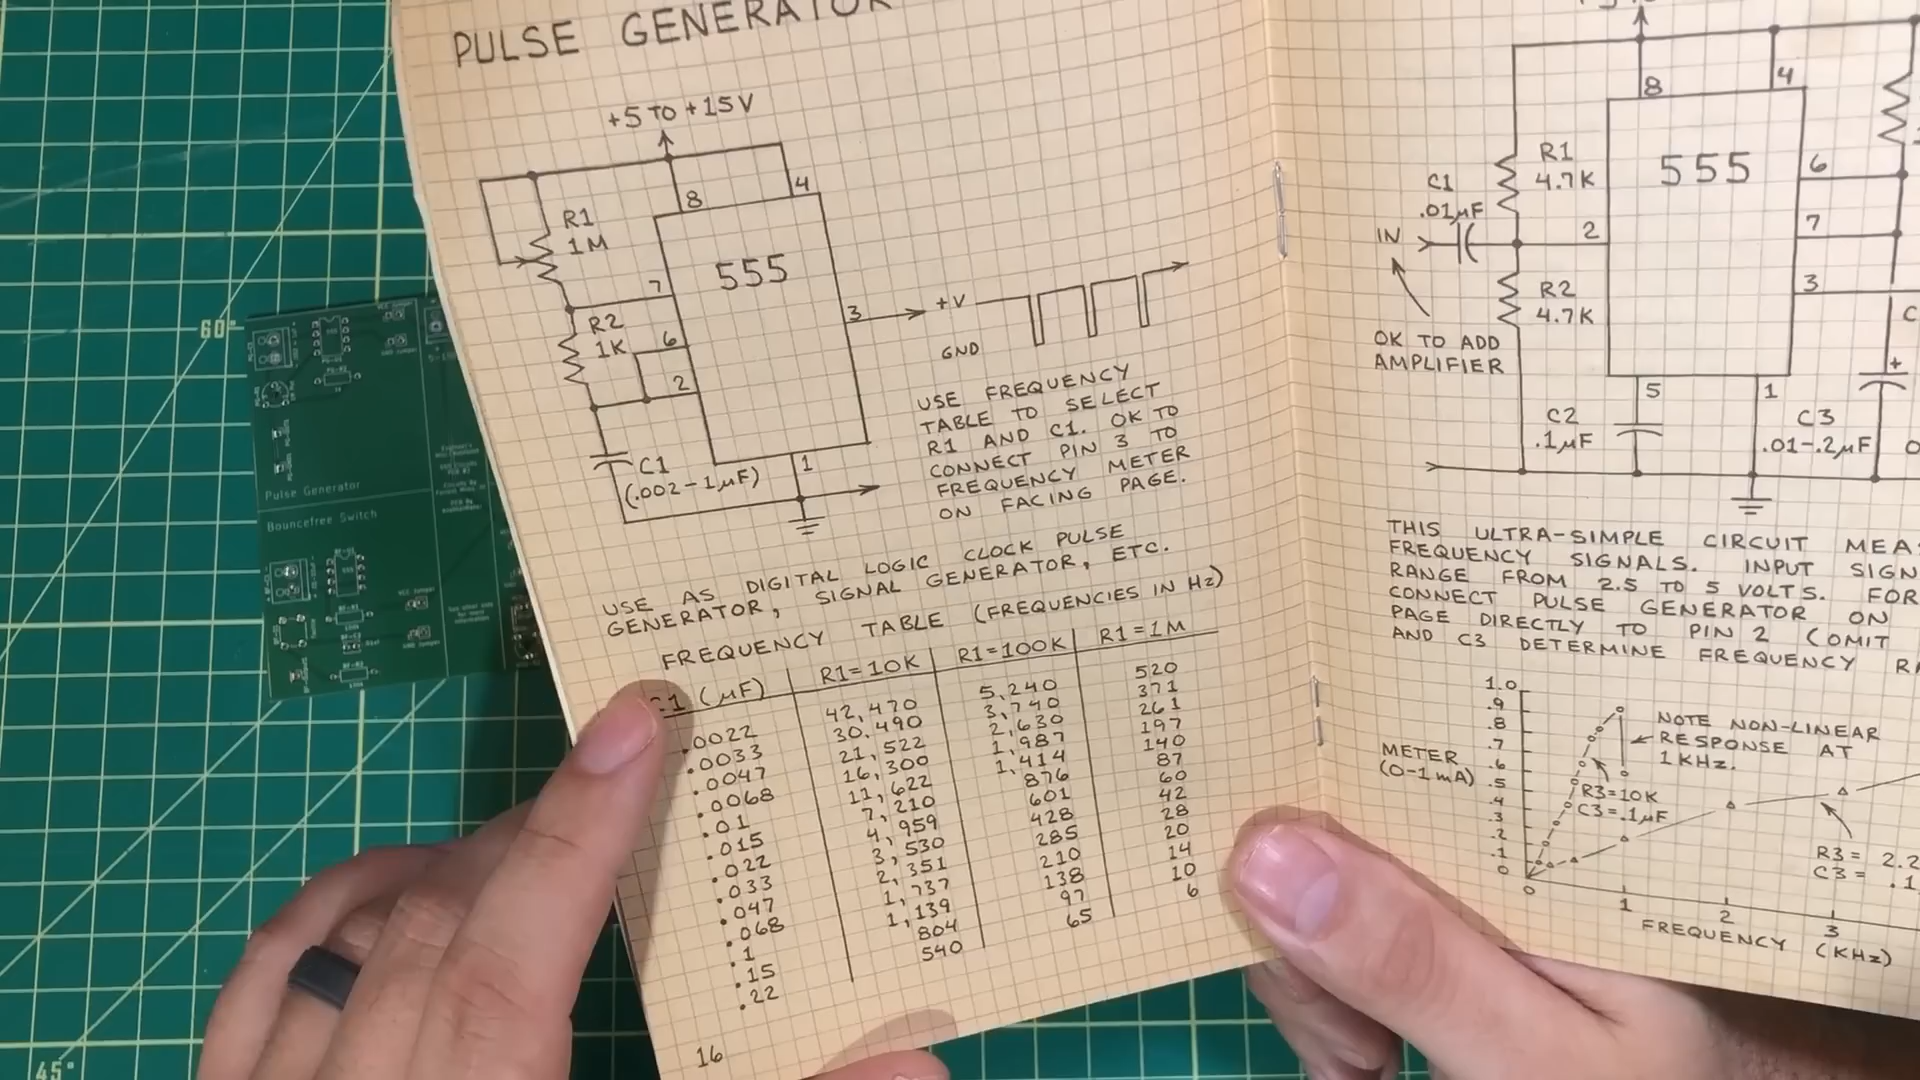 PULSE GENERATOR
+5 TO +15V
8
4
R1
1M
555
7
3
+V
R2
1K
6
GND
2
C1
(.002-1µF)
1
USE FREQUENCY
TABLE TO SELECT
R1 AND C1. OK TO
CONNECT PIN 3 TO
FREQUENCY METER
ON FACING PAGE.
USE AS DIGITAL LOGIC CLOCK PULSE
GENERATOR, SIGNAL GENERATOR, ETC.
FREQUENCY TABLE (FREQUENCIES IN HZ)
C1 (µF) R1=10K R1=100K R1=1M
.0022 42,470 5,240 520
.0033 30,490 3,740 371
.0047 21,522 2,630 261
.0068 16,300 1,987 197
.01 11,622 1,414 140
.015 7,210 876 87
.022 4,959 601 60
.033 3,530 428 42
.047 2,351 285 28
.068 1,737 210 20
.1 1,139 138 14
.15 804 97 10
.22 540 65 6
16
8
4
R1
4.7K
555
6
C1
.01µF
IN
2
7
R2
4.7K
3
OK TO ADD
AMPLIFIER
C
+
5
1
C2
.1µF
C3
.01-.2µF
THIS ULTRA-SIMPLE CIRCUIT MEA
FREQUENCY SIGNALS. INPUT SIGN
RANGE FROM 2.5 TO 5 VOLTS. FOR
CONNECT PULSE GENERATOR ON
PAGE DIRECTLY TO PIN 2 (OMIT
AND C3 DETERMINE FREQUENCY RA
1.0
.9
.8
.7
.6
.5
.4
.3
.2
.1
0
METER
(0-1mA)
NOTE NON-LINEAR
RESPONSE AT
1KHZ.
R3=10K
C3=.1µF
R3= 2.2
C3= .1
0
1
2
3
FREQUENCY (KHZ)
60°
45°
Pulse Generator
Bouncefree Switch